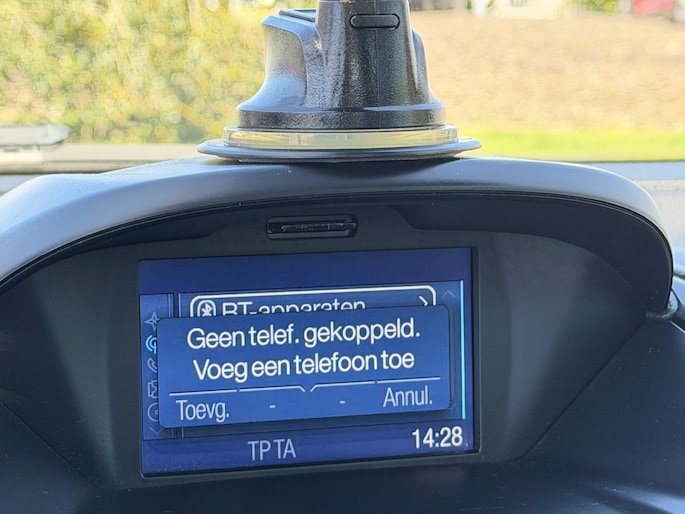 BT-apparaten
Geen telef. gekoppeld.
Voeg een telefoon toe
Toevg. - - Annul.
TP TA 14:28